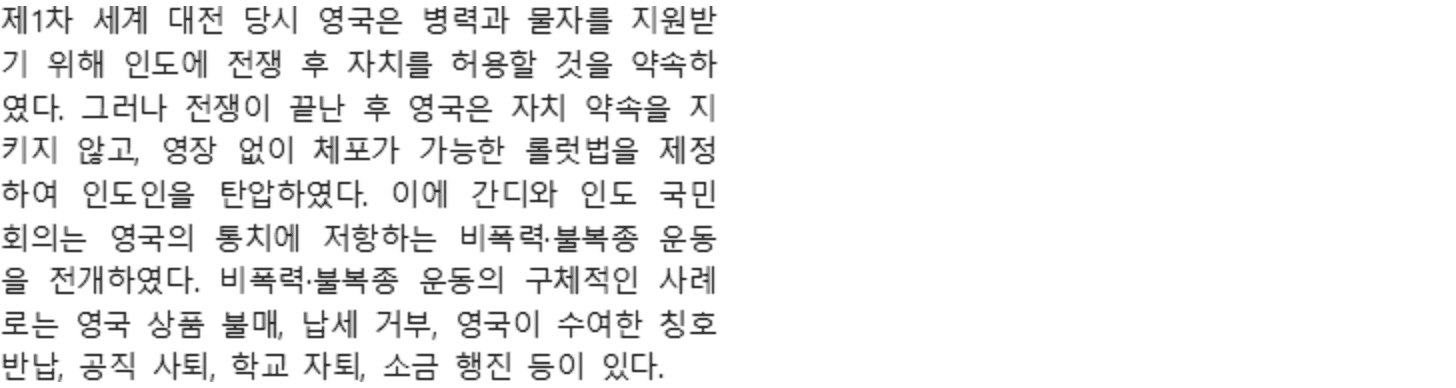 제1차 세계 대전 당시 영국은 병력과 물자를 지원받
기 위해 인도에 전쟁 후 자치를 허용할 것을 약속하
였다. 그러나 전쟁이 끝난 후 영국은 자치 약속을 지
키지 않고, 영장 없이 체포가 가능한 롤럿법을 제정
하여 인도인을 탄압하였다. 이에 간디와 인도 국민
회의는 영국의 통치에 저항하는 비폭력·불복종 운동
을 전개하였다. 비폭력·불복종 운동의 구체적인 사례
로는 영국 상품 불매, 납세 거부, 영국이 수여한 칭호
반납, 공직 사퇴, 학교 자퇴, 소금 행진 등이 있다.